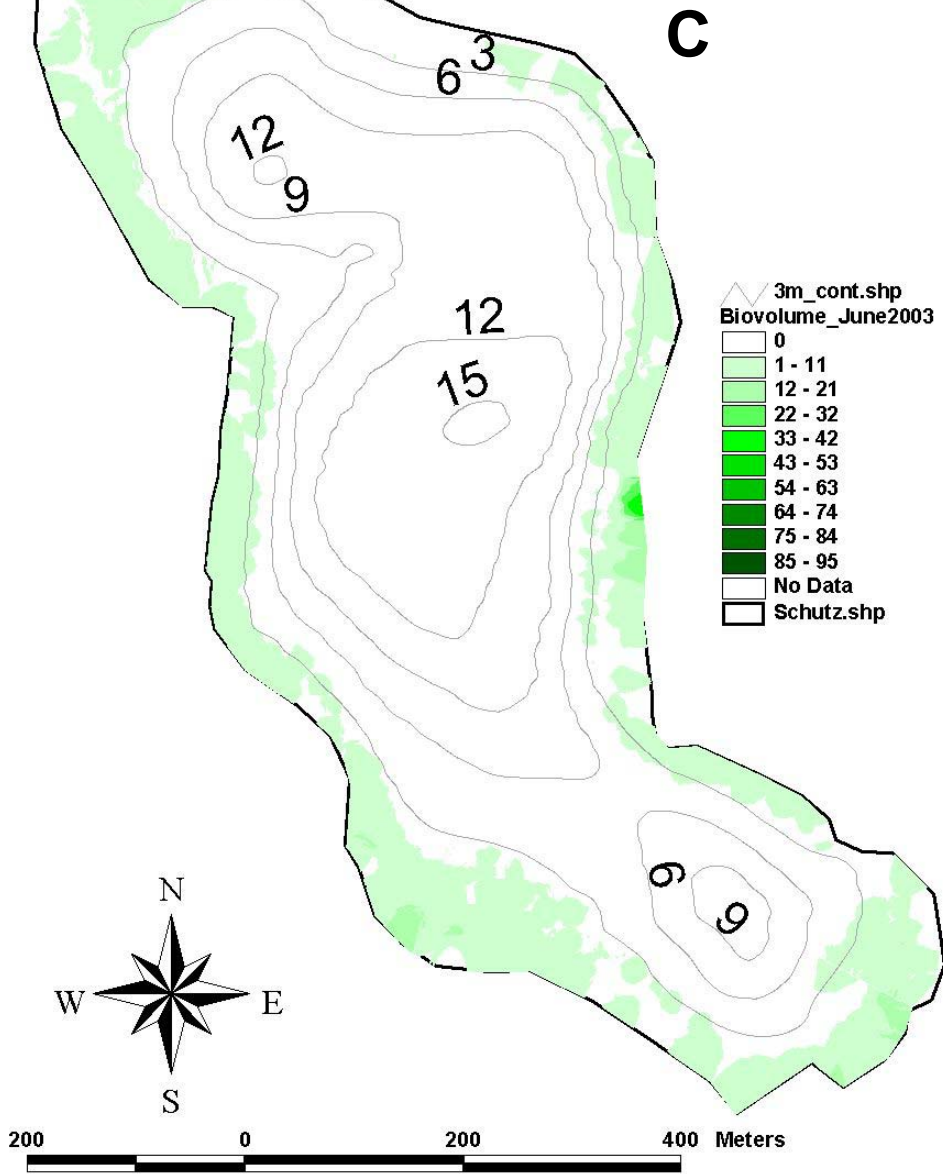 C
3
6
12
9
12
15
3m_cont.shp
Biovolume_June2003
0
1 - 11
12 - 21
22 - 32
33 - 42
43 - 53
54 - 63
64 - 74
75 - 84
85 - 95
No Data
Schutz.shp
6
9
N
W E
S
200 0 200 400 Meters